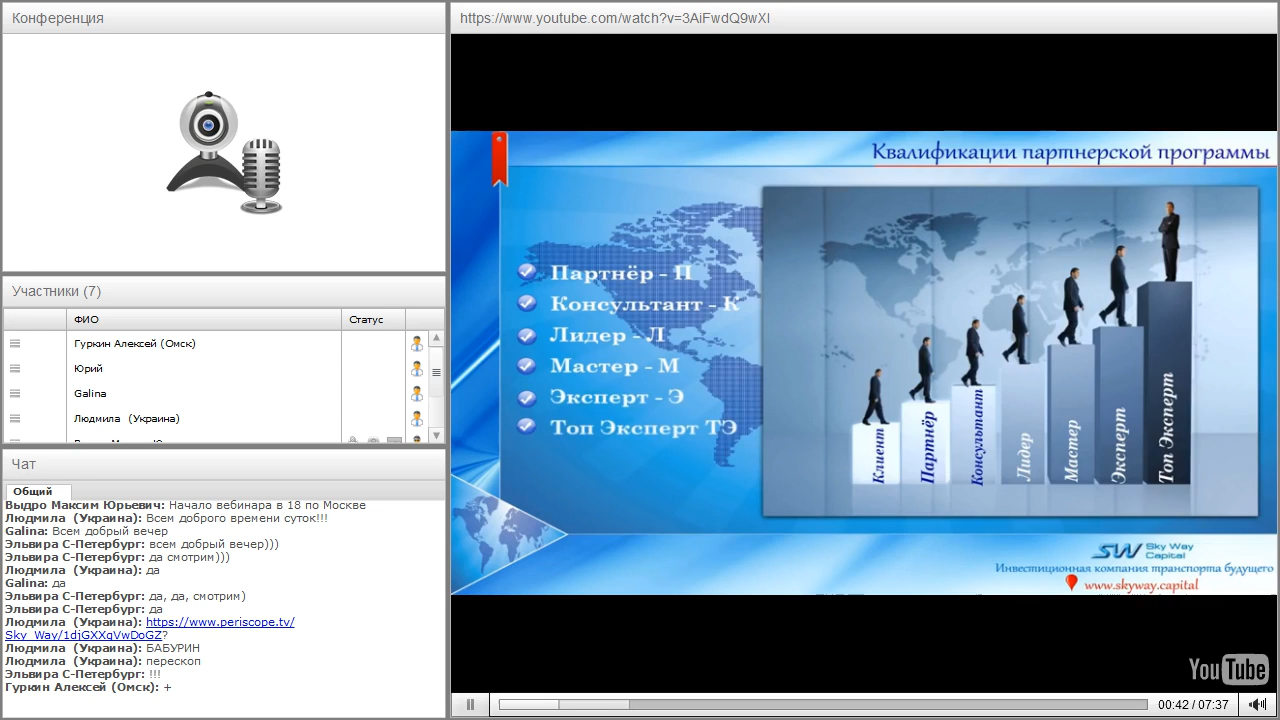 Конференция
https://www.youtube.com/watch?v=3AiFwdQ9wXI
Квалификации партнерской программы
Партнёр - П
Консультант - К
Лидер - Л
Мастер - М
Эксперт - Э
Топ Эксперт ТЭ
Клиент
Партнёр
Консультант
Лидер
Мастер
Эксперт
Топ Эксперт
SW Sky Way
Capital
Инвестиционная компания транспорта будущего
www.skyway.capital
YouTube
00:42 / 07:37
Участники (7)
ФИО Статус
Гуркин Алексей (Омск)
Юрий
Galina
Людмила (Украина)
Чат
Общий
Выдро Максим Юрьевич: Начало вебинара в 18 по Москве
Людмила (Украина): Всем доброго времени суток!!!
Galina: Всем добрый вечер
Эльвира С-Петербург: всем добрый вечер)))
Эльвира С-Петербург: да смотрим)))
Людмила (Украина): да
Galina: да
Эльвира С-Петербург: да, да, смотрим)
Эльвира С-Петербург: да
Людмила (Украина): https://www.periscope.tv/
Sky_Way/1djGXXqVwDoGZ?
Людмила (Украина): БАБУРИН
Людмила (Украина): перескоп
Эльвира С-Петербург: !!!
Гуркин Алексей (Омск): +